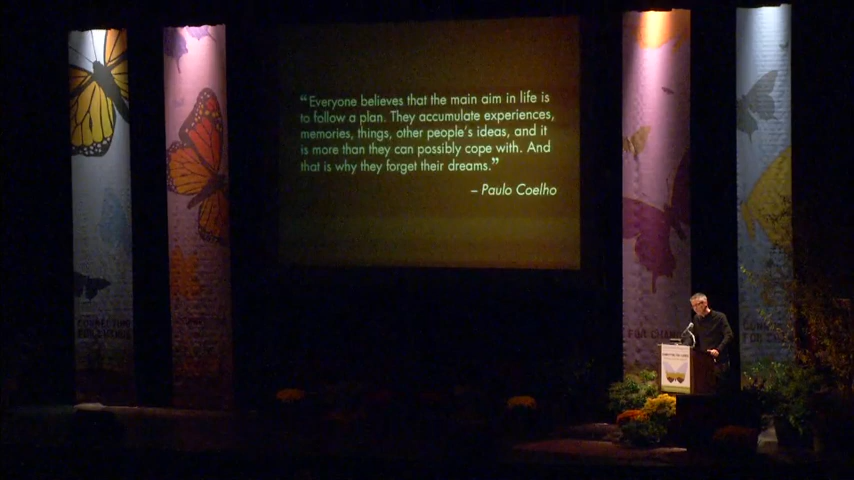 “Everyone believes that the main aim in life is
to follow a plan. They accumulate experiences,
memories, things, other people’s ideas, and it
is more than they can possibly cope with. And
that is why they forget their dreams.”
– Paulo Coelho
FOR CHANGE